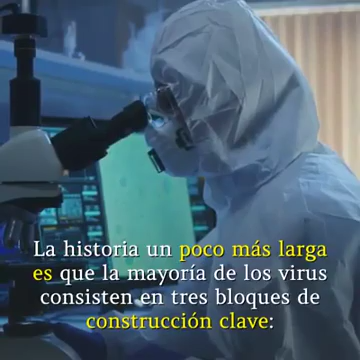 La historia un poco más larga
es que la mayoría de los virus
consisten en tres bloques de
construcción clave: